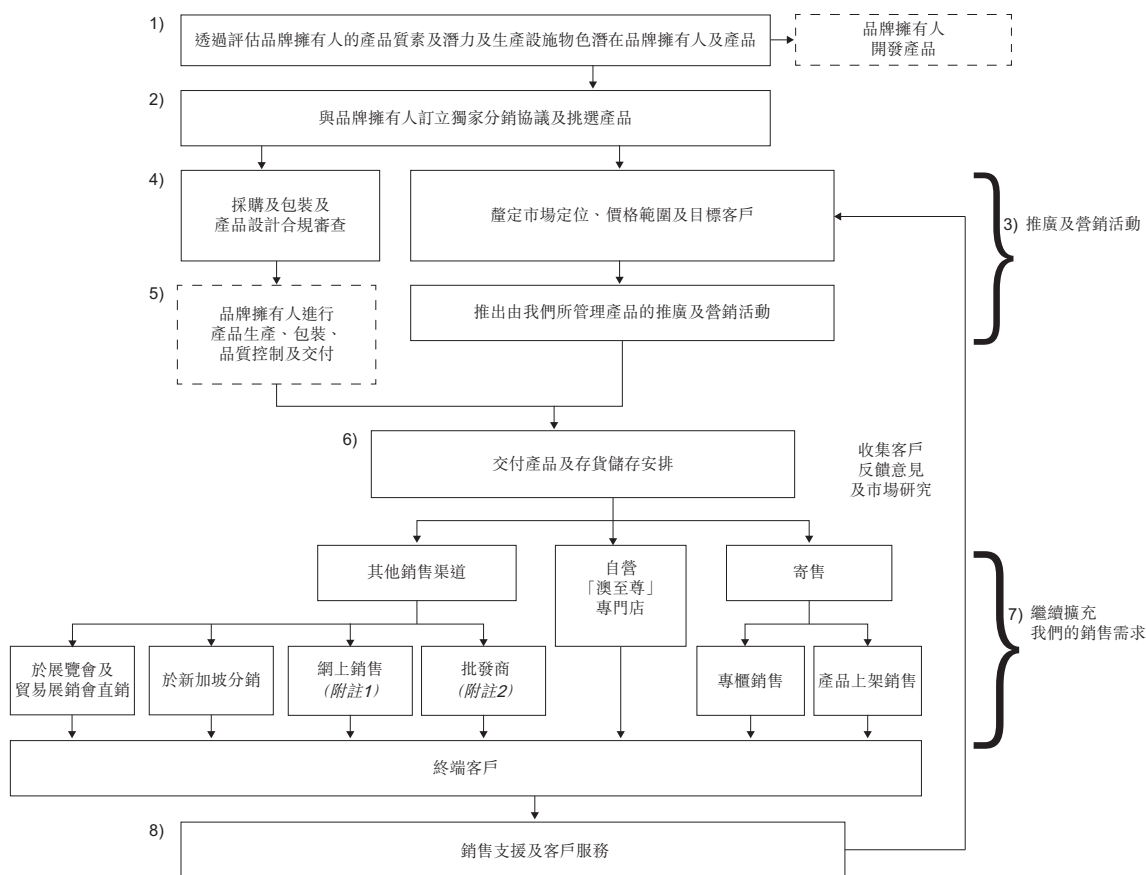 1)
透過評估品牌擁有人的產品質素及潛力及生產設施物色潛在品牌擁有人及產品
品牌擁有人
開發產品
2)
與品牌擁有人訂立獨家分銷協議及挑選產品
4)
採購及包裝及
產品設計合規審查
釐定市場定位、價格範圍及目標客戶
3) 推廣及營銷活動
5)
品牌擁有人進行
產品生產、包裝、
品質控制及交付
推出由我們所管理產品的推廣及營銷活動
6)
交付產品及存貨儲存安排
收集客戶
反饋意見
及市場研究
其他銷售渠道
自營
「澳至尊」
專門店
寄售
7) 繼續擴充
我們的銷售需求
於展覽會及
貿易展銷會直銷
於新加坡分銷
網上銷售
(附註1)
批發商
(附註2)
專櫃銷售
產品上架銷售
終端客戶
8)
銷售支援及客戶服務